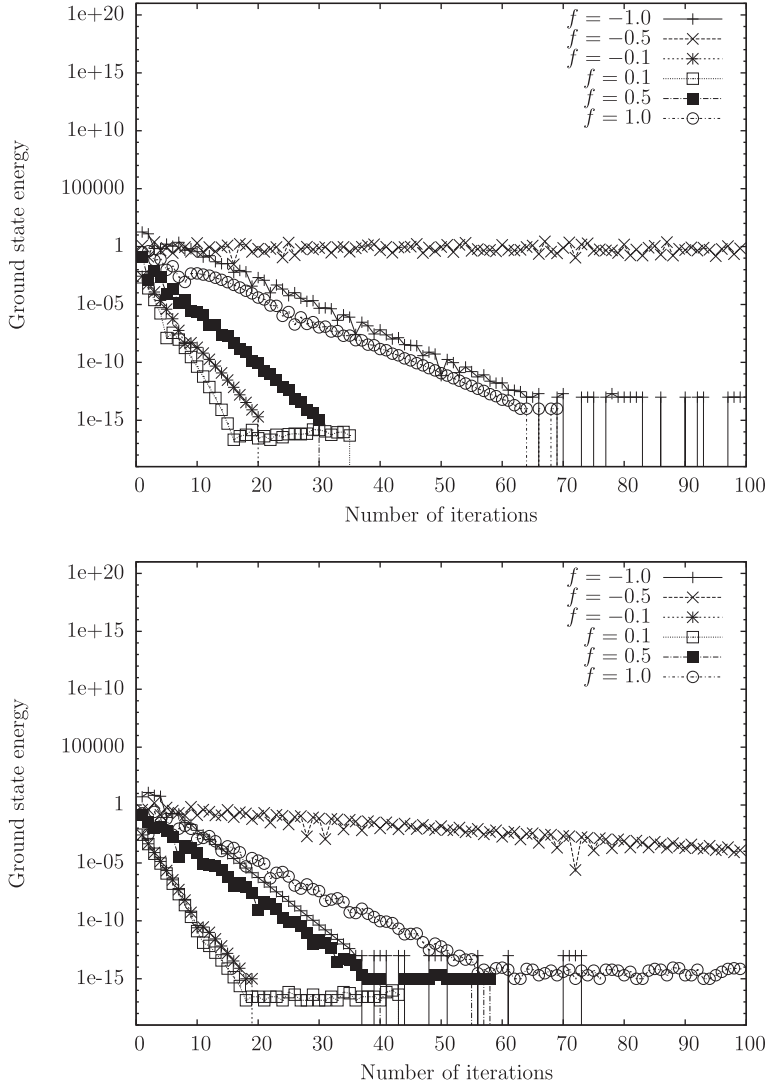 1e+20
1e+15
1e+10
100000
1
1e-05
1e-10
1e-15
Ground state energy
f = −1.0
f = −0.5
f = −0.1
f = 0.1
f = 0.5
f = 1.0
0 10 20 30 40 50 60 70 80 90 100
Number of iterations
1e+20
1e+15
1e+10
100000
1
1e-05
1e-10
1e-15
Ground state energy
f = −1.0
f = −0.5
f = −0.1
f = 0.1
f = 0.5
f = 1.0
0 10 20 30 40 50 60 70 80 90 100
Number of iterations